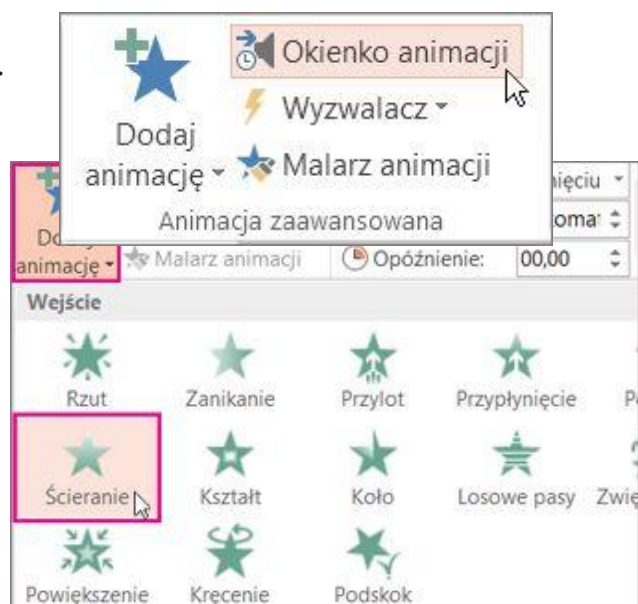 Okienko animacji
Wyzwalacz
Dodaj
animację
Malarz animacji
Animacja zaawansowana
animację
Malarz animacji
Opóźnienie:
00,00
Wejście
Rzut
Zanikanie
Przylot
Przypłynięcie
Ścieranie
Kształt
Koło
Losowe pasy
Powiększenie
Kręcenie
Podskok